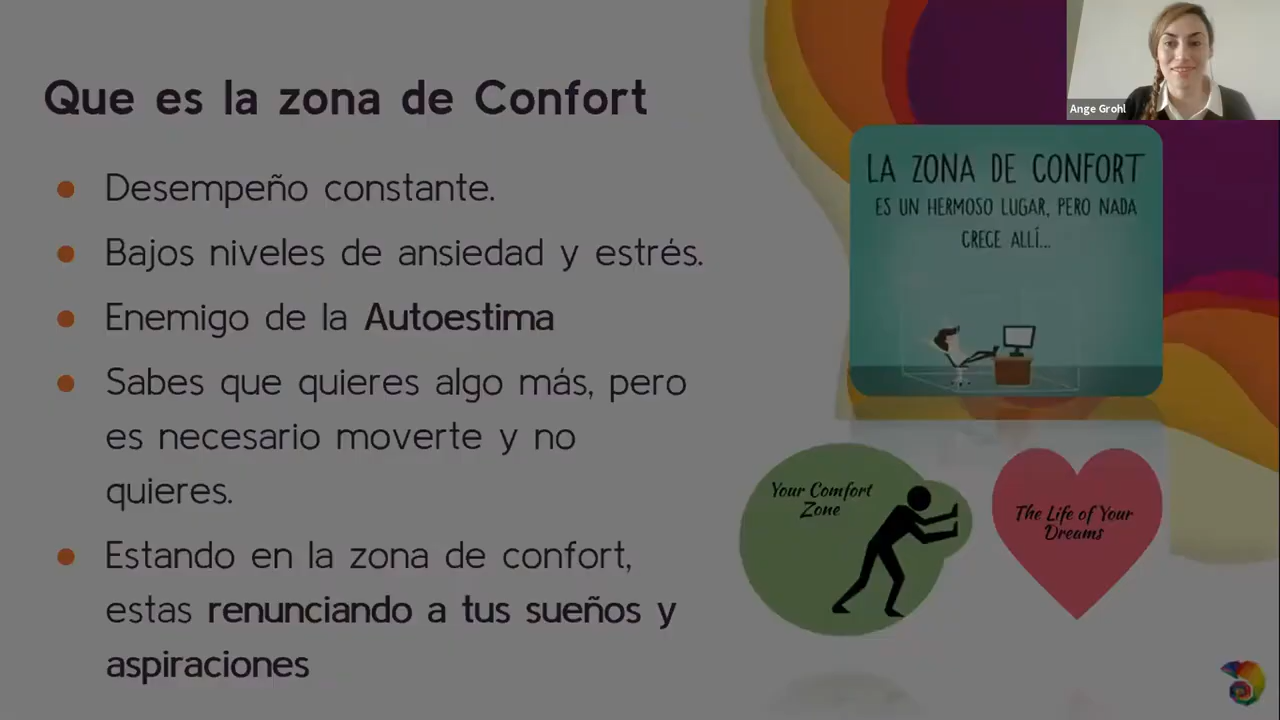 Que es la zona de Confort
Desempeño constante.
Bajos niveles de ansiedad y estrés.
Enemigo de la Autoestima
Sabes que quieres algo más, pero
es necesario moverte y no
quieres.
Estando en la zona de confort,
estas renunciando a tus sueños y
aspiraciones
Ange Grohl
LA ZONA DE CONFORT
ES UN HERMOSO LUGAR, PERO NADA
CRECE ALLÍ...
Your Comfort
Zone
The Life of Your
Dreams